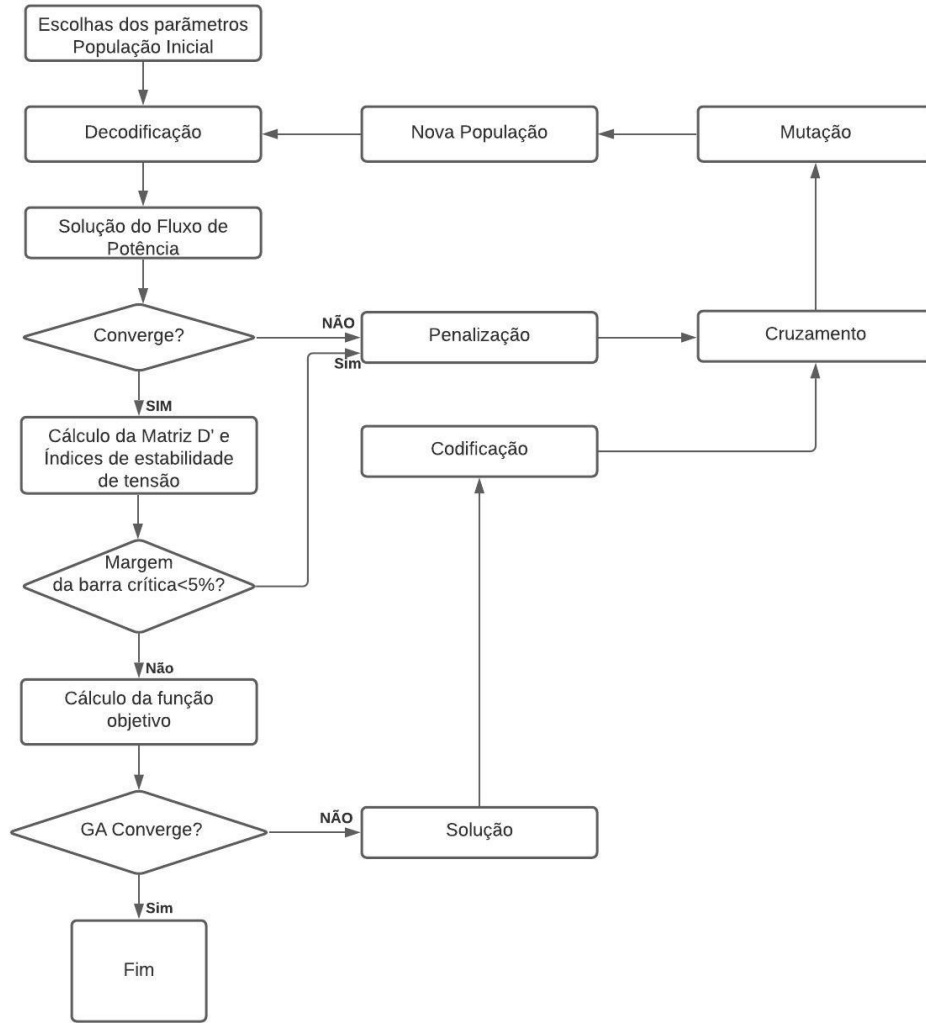 Escolhas dos parãmetros
População Inicial
Decodificação
Nova População
Mutação
Solução do Fluxo de
Potência
Converge?
NÃO
Penalização
Cruzamento
Sim
SIM
Cálculo da Matriz D' e
Índices de estabilidade
de tensão
Codificação
Margem
da barra crítica<5%?
Não
Cálculo da função
objetivo
GA Converge?
NÃO
Solução
Sim
Fim